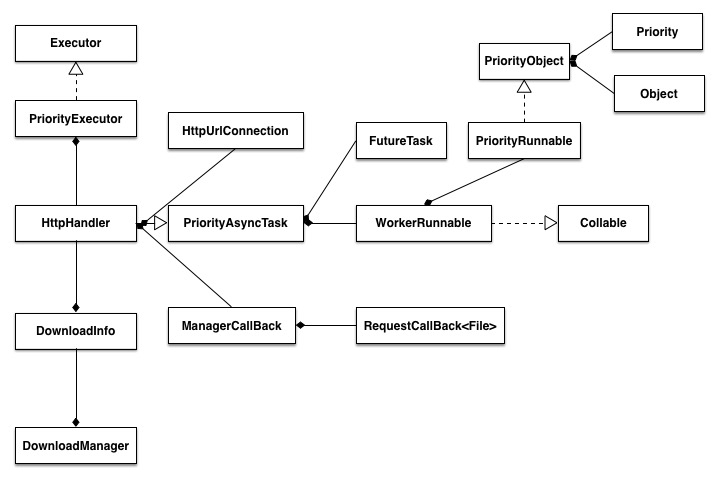 Executor
Priority
PriorityObject
Object
PriorityExecutor
HttpUrlConnection
FutureTask
PriorityRunnable
HttpHandler
PriorityAsyncTask
WorkerRunnable
Collable
DownloadInfo
ManagerCallBack
RequestCallBack<File>
DownloadManager